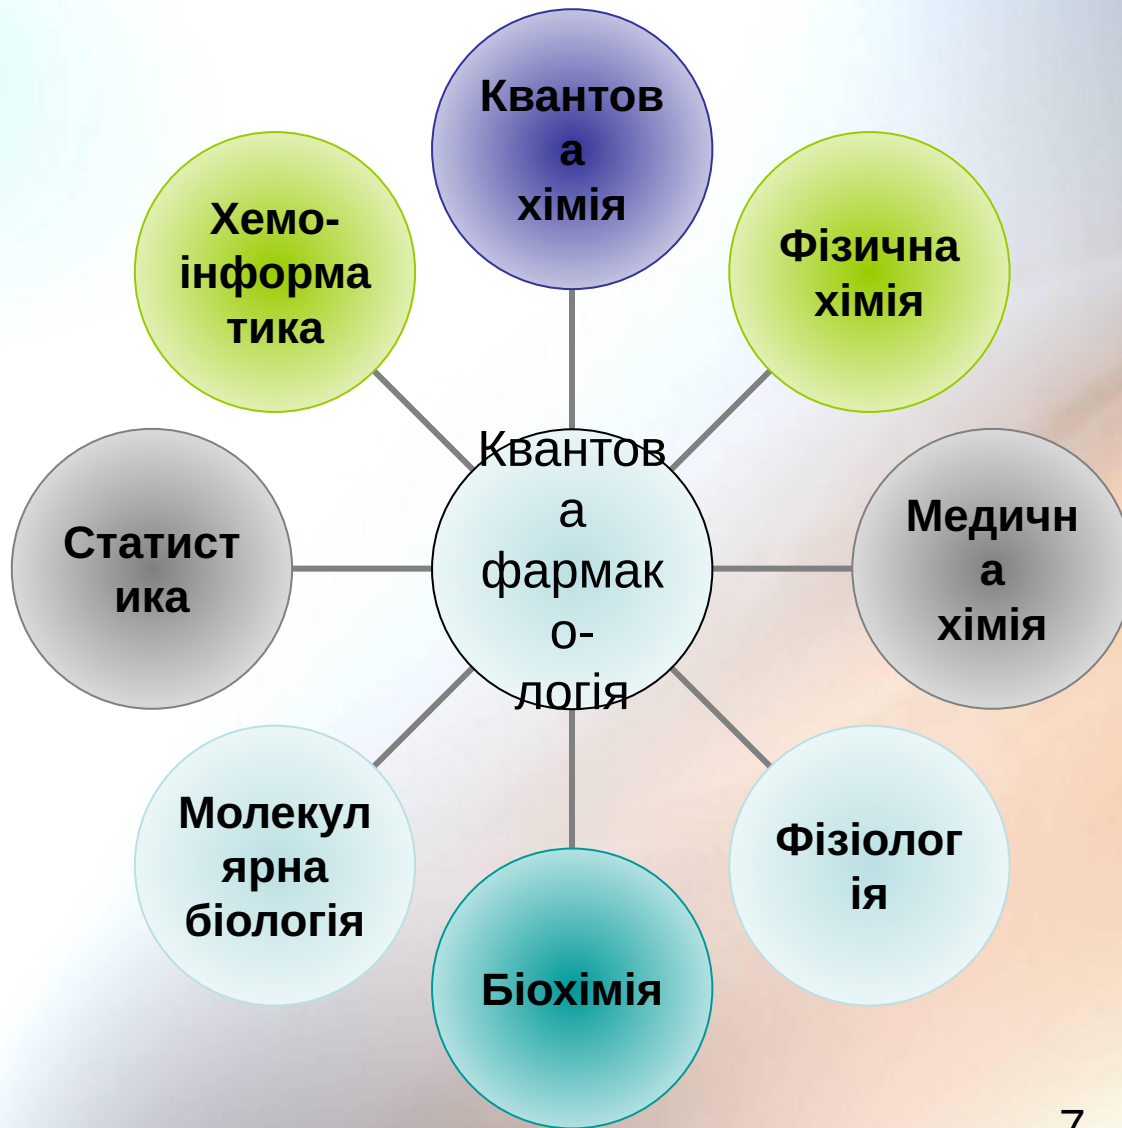 Квантов
а
хімія
Хемо-
інформа
тика
Фізична
хімія
Статист
ика
Квантов
а
фармак
о-
логія
Медичн
а
хімія
Молекул
ярна
біологія
Фізіолог
ія
Біохімія
7